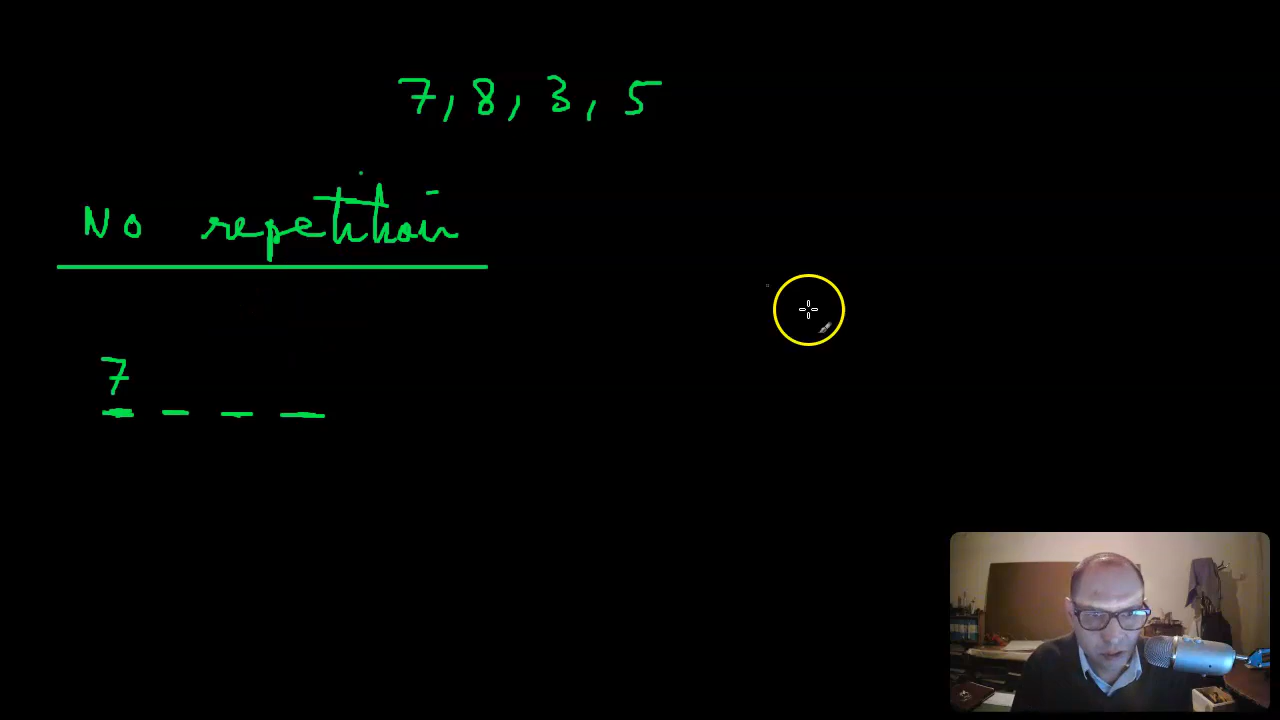 7, 8, 3, 5
No repetition
7
_ _ _ _